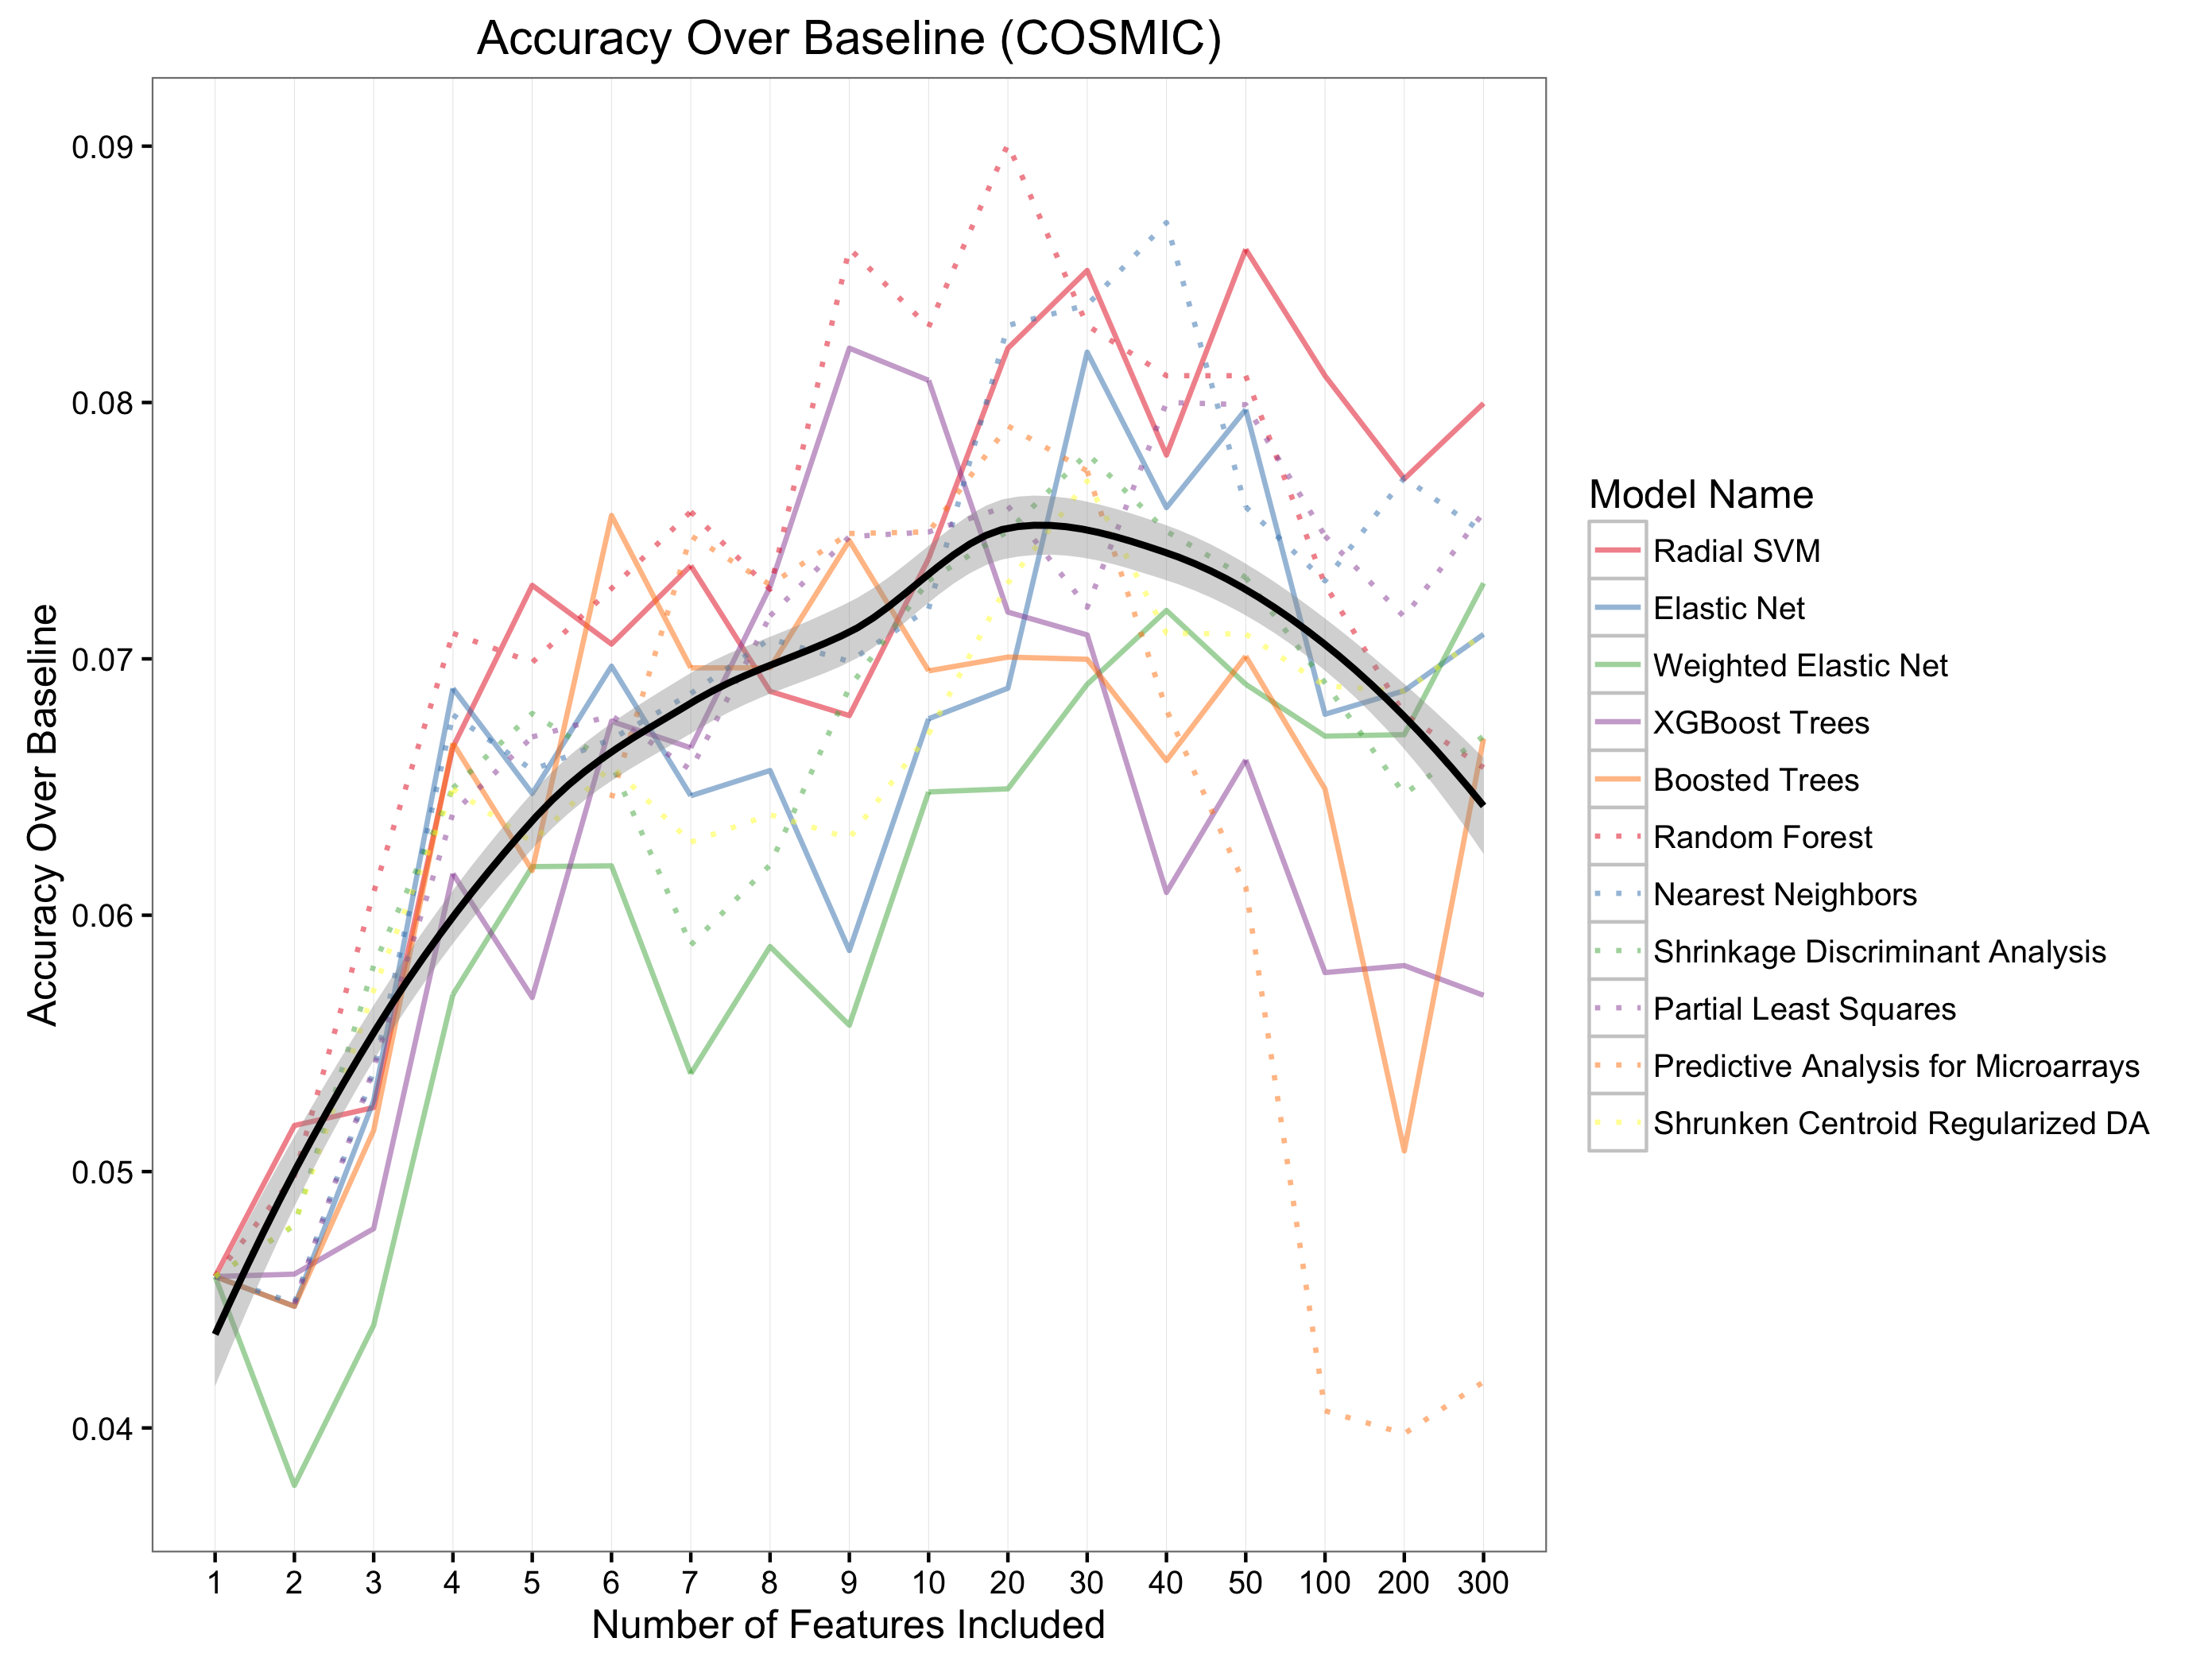 Accuracy Over Baseline (COSMIC)
Accuracy Over Baseline
0.09
0.08
0.07
0.06
0.05
0.04
1 2 3 4 5 6 7 8 9 10 20 30 40 50 100 200 300
Number of Features Included
Model Name
Radial SVM
Elastic Net
Weighted Elastic Net
XGBoost Trees
Boosted Trees
Random Forest
Nearest Neighbors
Shrinkage Discriminant Analysis
Partial Least Squares
Predictive Analysis for Microarrays
Shrunken Centroid Regularized DA